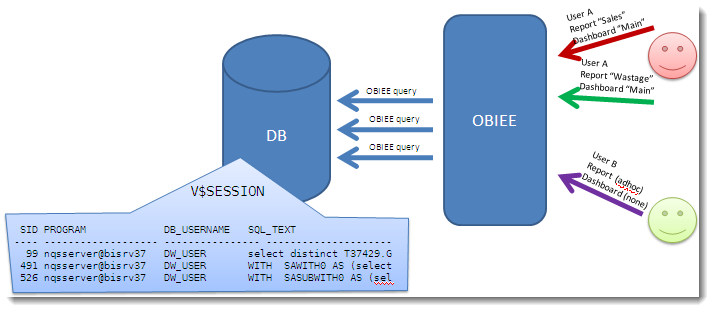 User A
Report “Sales”
Dashboard “Main”
User A
Report “Wastage”
Dashboard “Main”
OBIEE query
OBIEE query
OBIEE query
DB
OBIEE
User B
Report (adhoc)
Dashboard (none)
V$SESSION
SID PROGRAM DB_USERNAME SQL_TEXT
---- ------------------- ----------------- ----------------------
99 nqsserver@bisrv37 DW_USER select distinct T37429.G
491 nqsserver@bisrv37 DW_USER WITH SAWITH0 AS (select
526 nqsserver@bisrv37 DW_USER WITH SASUBWITH0 AS (sel